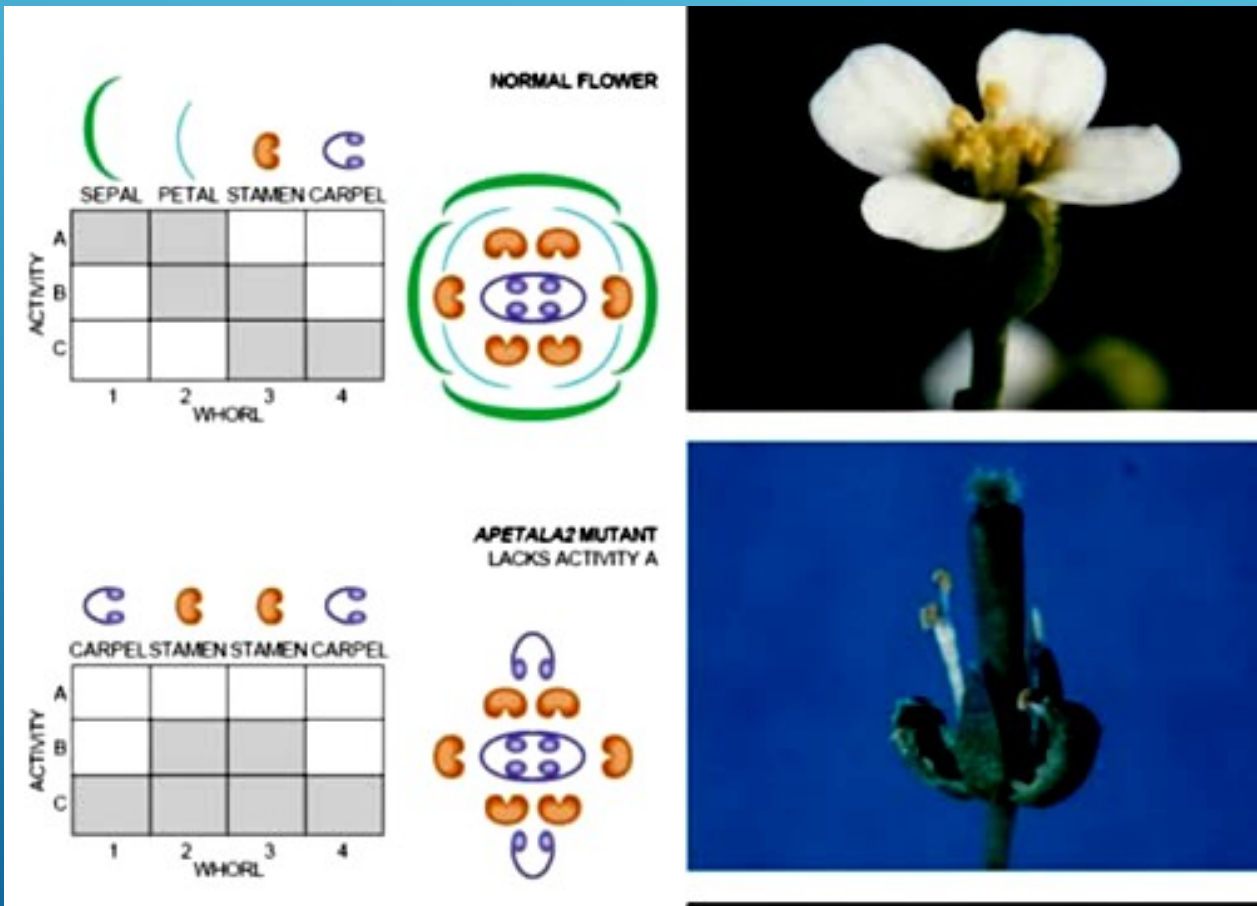 NORMAL FLOWER
SEPAL PETAL STAMEN CARPEL
A
B
C
ACTIVITY
1 2 3 4
WHORL
APETALA2 MUTANT
LACKS ACTIVITY A
CARPEL STAMEN STAMEN CARPEL
A
B
C
ACTIVITY
1 2 3 4
WHORL